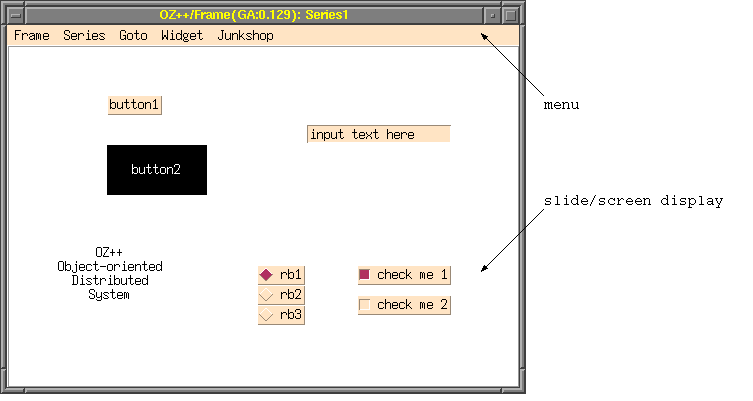 OZ++/Frame(GA:0.129): Series1
Frame Series Goto Widget Junkshop
button1
menu
input text here
button2
slide/screen display
OZ++
Object-oriented
Distributed
System
rb1
rb2
rb3
check me 1
check me 2